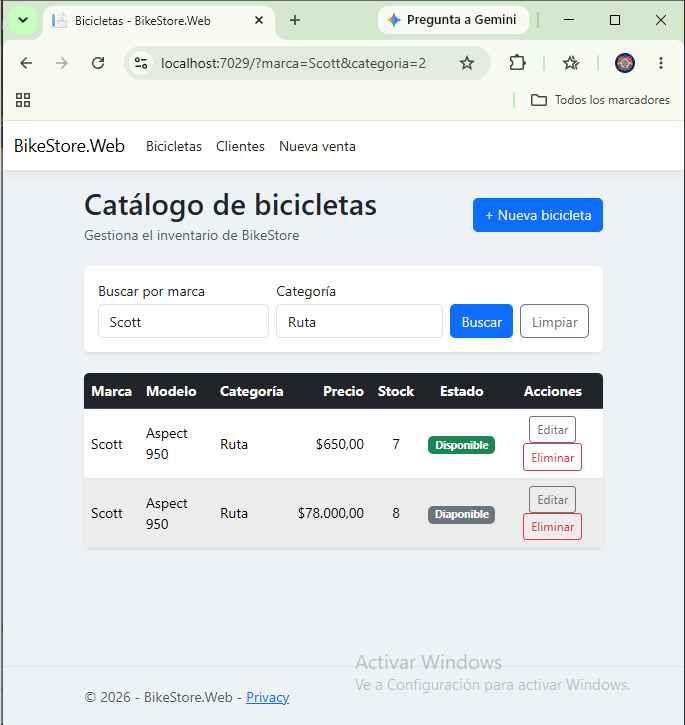 Bicicletas - BikeStore.Web
Pregunta a Gemini
localhost:7029/?marca=Scott&categoria=2
Todos los marcadores
BikeStore.Web Bicicletas Clientes Nueva venta
Catálogo de bicicletas
+ Nueva bicicleta
Gestiona el inventario de BikeStore
Buscar por marca Categoría
Scott Ruta Buscar Limpiar
Marca Modelo Categoría Precio Stock Estado Acciones
Scott Aspect 950 Ruta $650,00 7 Disponible Editar Eliminar
Scott Aspect 950 Ruta $78.000,00 8 Diaponible Editar Eliminar
Activar Windows
Ve a Configuración para activar Windows.
© 2026 - BikeStore.Web - Privacy